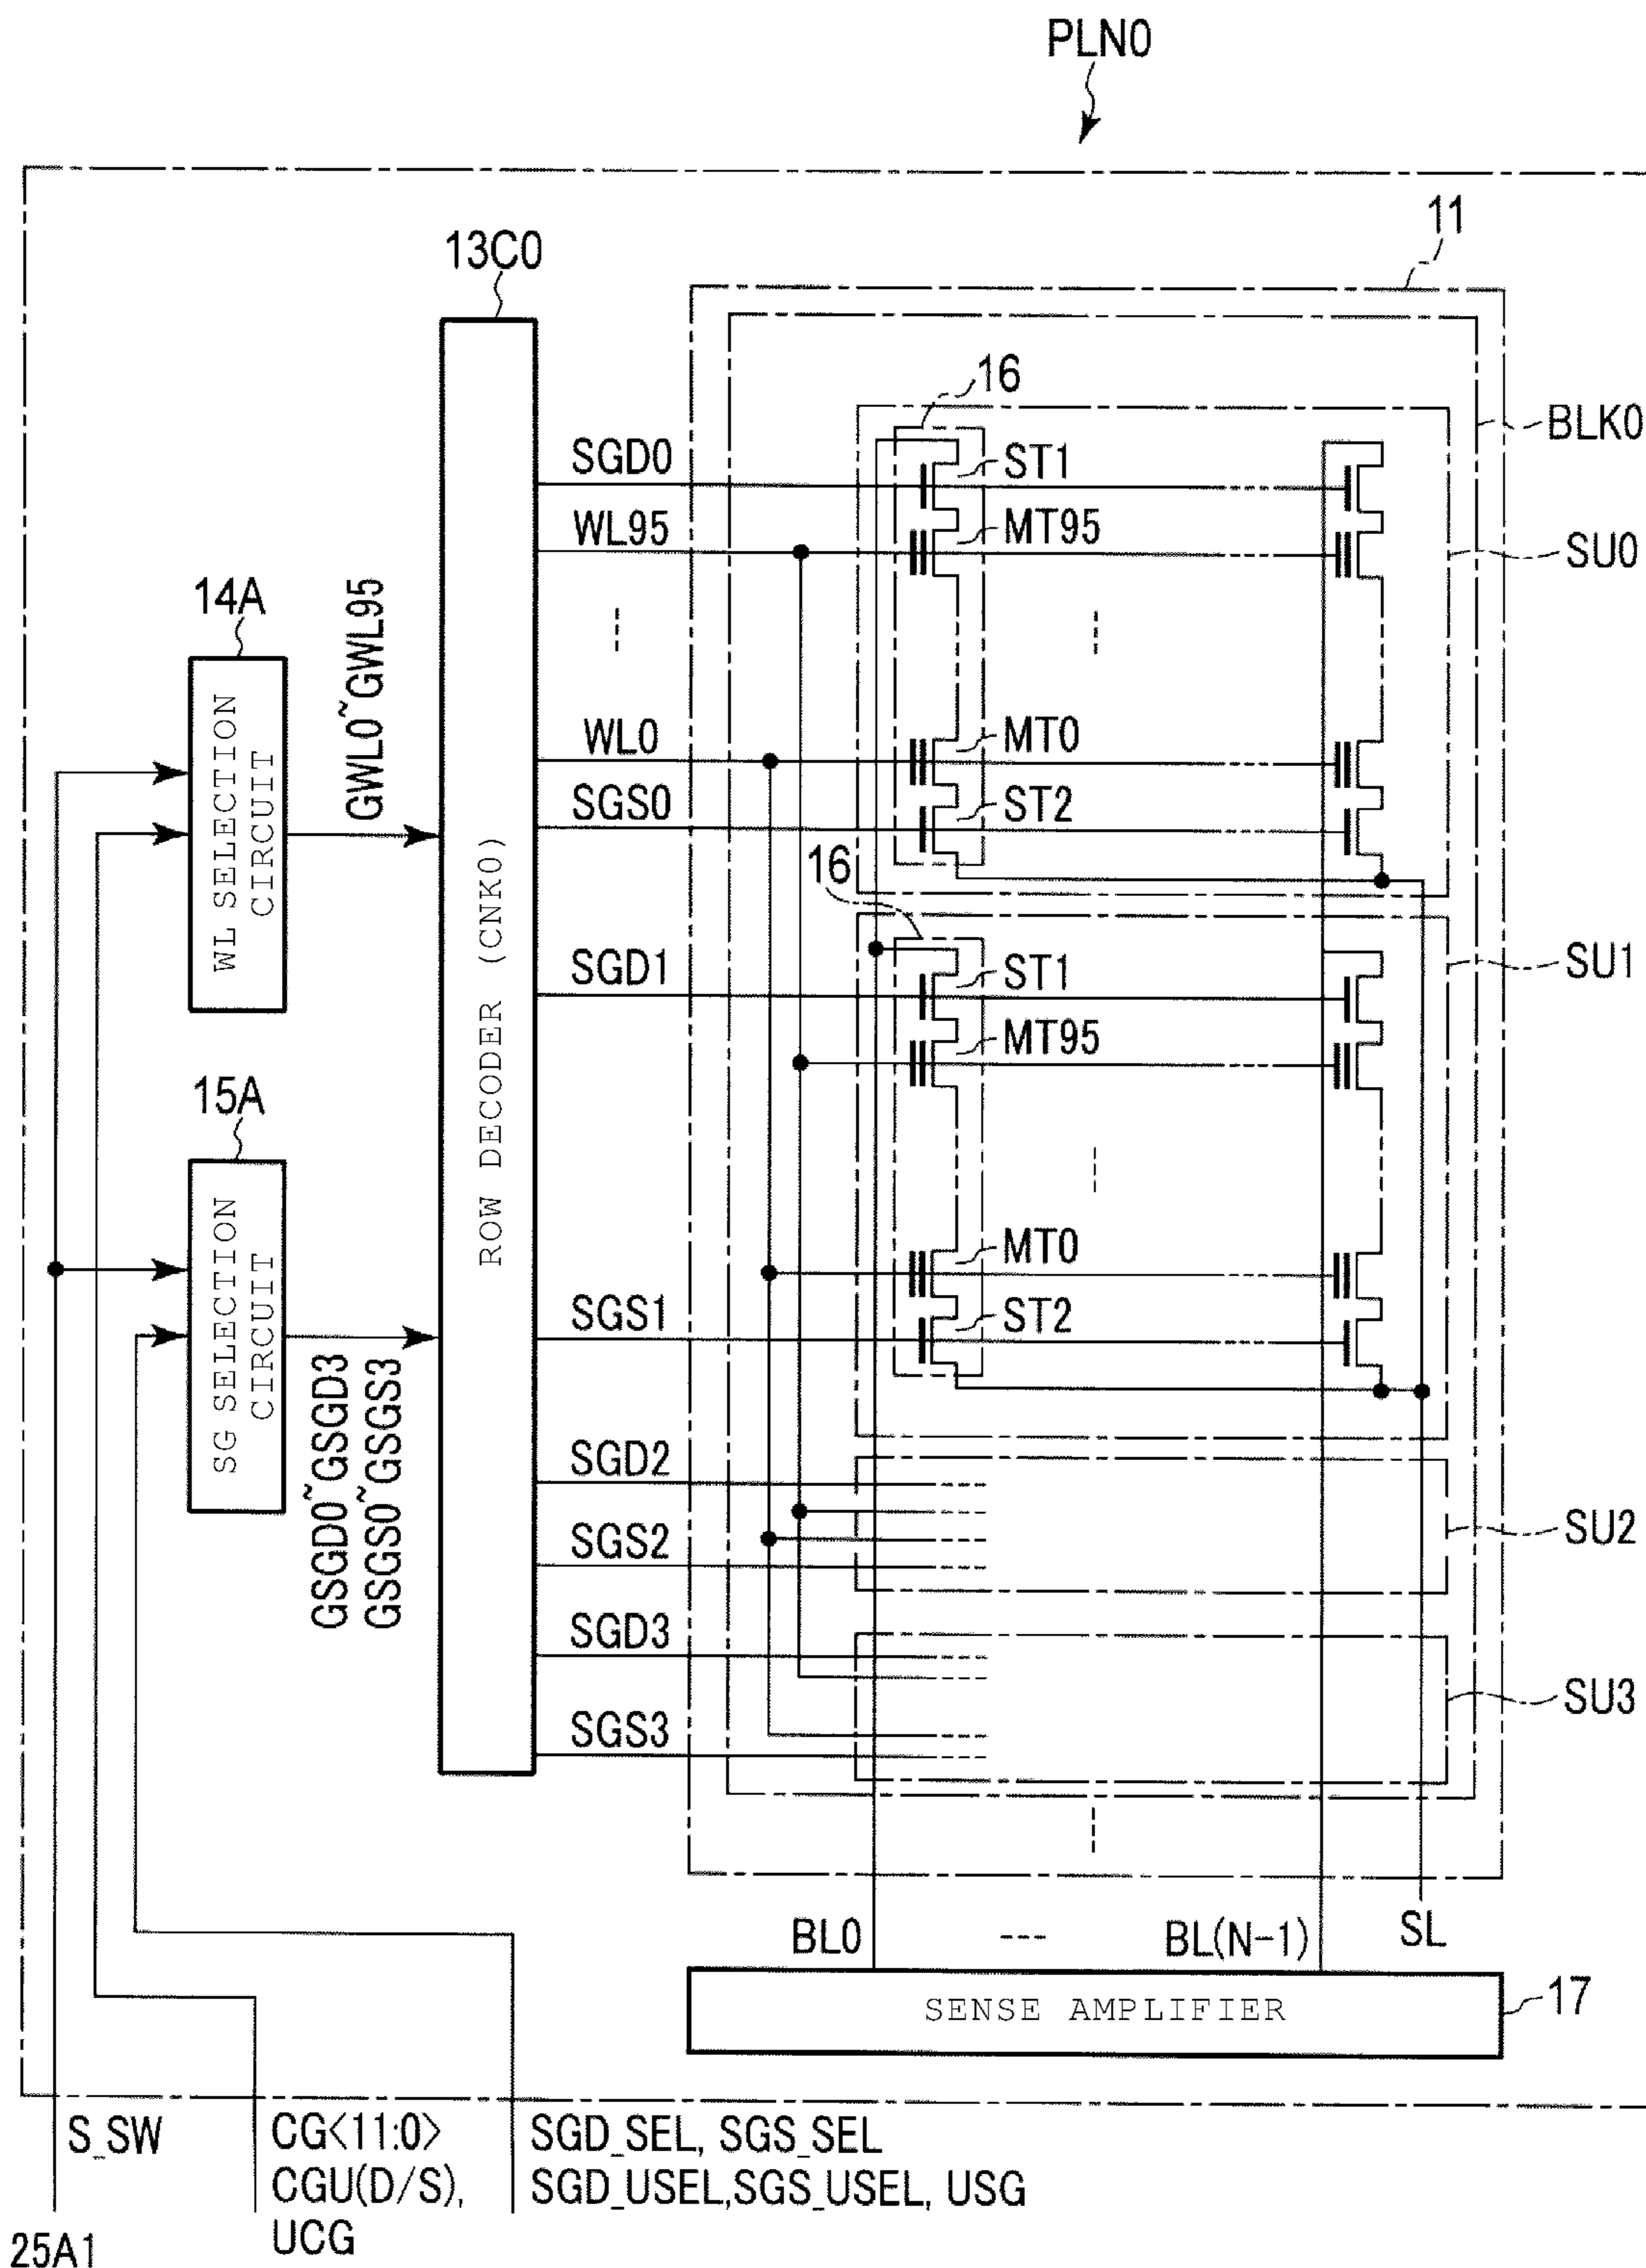 PLN0
11
13C0
16
BLK0
SGD0
ST1
WL95
MT95
SU0
14A
GWL0~GWL95
WL SELECTION
CIRCUIT
WL0
MT0
SGS0
ST2
16
ROW DECODER (CNK0)
SGD1
ST1
SU1
MT95
15A
SG SELECTION
CIRCUIT
MT0
SGS1
ST2
GSGD0~GSGD3
GSGS0~GSGS3
SGD2
SGS2
SU2
SGD3
SU3
SGS3
BL0
BL(N-1)
SL
SENSE AMPLIFIER
17
S_SW
CG<11:0>
CGU(D/S),
UCG
SGD_SEL, SGS_SEL
SGD_USEL,SGS_USEL, USG
25A1